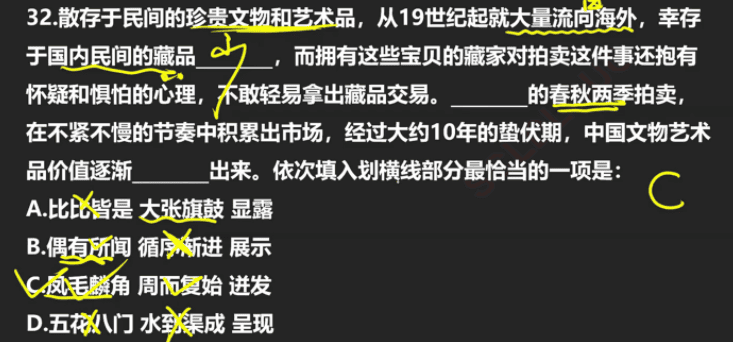 32.散存于民间的珍贵文物和艺术品，从19世纪起就大量流向海外，幸存
于国内民间的藏品________，而拥有这些宝贝的藏家对拍卖这件事还抱有
怀疑和惧怕的心理，不敢轻易拿出藏品交易。________的春秋两季拍卖，
在不紧不慢的节奏中积累出市场，经过大约10年的蛰伏期，中国文物艺术
品价值逐渐________出来。依次填入划横线部分最恰当的一项是：
C
A.比比皆是 大张旗鼓 显露
B.偶有所闻 循序渐进 展示
C.凤毛麟角 周而复始 迸发
D.五花八门 水到渠成 呈现